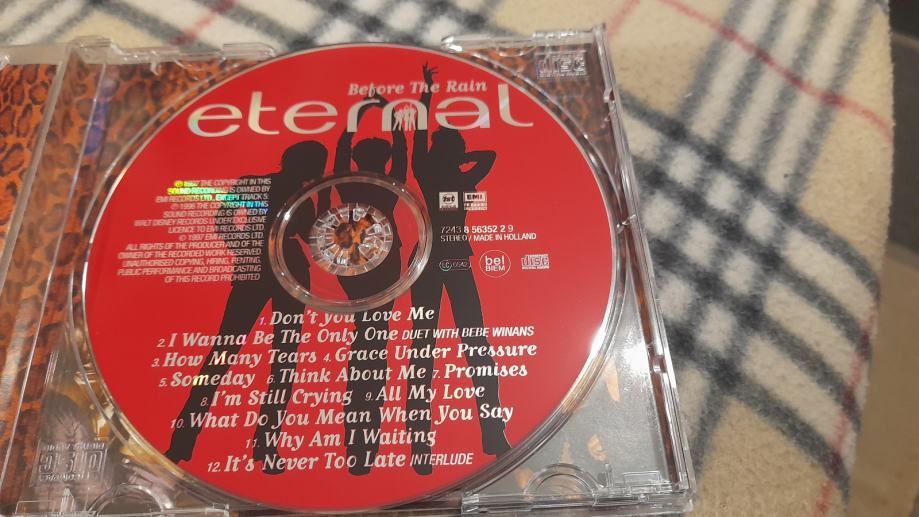 Before The Rain
eternal
℗ 1997 THE COPYRIGHT IN THIS
SOUND RECORDING IS OWNED BY
EMI RECORDS LTD, EXCEPT TRACK 5:
℗ 1996 THE COPYRIGHT IN THIS
SOUND RECORDING IS OWNED BY
WALT DISNEY RECORDS UNDER EXCLUSIVE
LICENCE TO EMI RECORDS LTD.
© 1997 EMI RECORDS LTD.
ALL RIGHTS OF THE PRODUCER AND OF THE
OWNER OF THE RECORDED WORK RESERVED.
UNAUTHORISED COPYING, HIRING, RENTING,
PUBLIC PERFORMANCE AND BROADCASTING
OF THIS RECORD PROHIBITED
1st EMI
7243 8 56352 2 9
STEREO / MADE IN HOLLAND
LC 0542 bel BIEM disc
1. Don't you Love Me
2. I Wanna Be The Only One DUET WITH BEBE WINANS
3. How Many Tears 4. Grace Under Pressure
5. Someday 6. Think About Me 7. Promises
8. I'm Still Crying 9. All My Love
10. What Do You Mean When You Say
11. Why Am I Waiting
12. It's Never Too Late INTERLUDE
disc